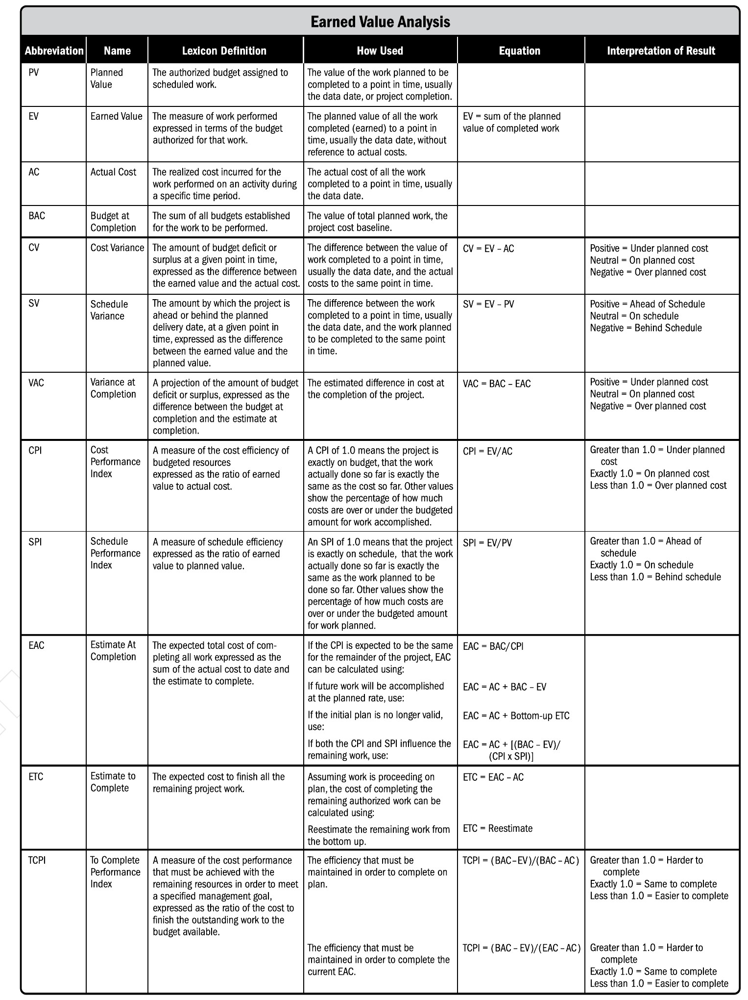 Earned Value Analysis
Abbreviation
Name
Lexicon Definition
How Used
Equation
Interpretation of Result
PV
Planned
Value
The authorized budget assigned to
scheduled work.
The value of the work planned to be
completed to a point in time, usually
the data date, or project completion.
EV
Earned Value
The measure of work performed
expressed in terms of the budget
authorized for that work.
The planned value of all the work
completed (earned) to a point in
time, usually the data date, without
reference to actual costs.
EV = sum of the planned
value of completed work
AC
Actual Cost
The realized cost incurred for the
work performed on an activity during
a specific time period.
The actual cost of all the work
completed to a point in time, usually
the data date.
BAC
Budget at
Completion
The sum of all budgets established
for the work to be performed.
The value of total planned work, the
project cost baseline.
CV
Cost Variance
The amount of budget deficit or
surplus at a given point in time,
expressed as the difference between
the earned value and the actual cost.
The difference between the value of
work completed to a point in time,
usually the data date, and the actual
costs to the same point in time.
CV = EV – AC
Positive = Under planned cost
Neutral = On planned cost
Negative = Over planned cost
SV
Schedule
Variance
The amount by which the project is
ahead or behind the planned
delivery date, at a given point in
time, expressed as the difference
between the earned value and the
planned value.
The difference between the work
completed to a point in time, usually
the data date, and the work planned
to be completed to the same point
in time.
SV = EV – PV
Positive = Ahead of Schedule
Neutral = On schedule
Negative = Behind Schedule
VAC
Variance at
Completion
A projection of the amount of budget
deficit or surplus, expressed as the
difference between the budget at
completion and the estimate at
completion.
The estimated difference in cost at
the completion of the project.
VAC = BAC – EAC
Positive = Under planned cost
Neutral = On planned cost
Negative = Over planned cost
CPI
Cost
Performance
Index
A measure of the cost efficiency of
budgeted resources
expressed as the ratio of earned
value to actual cost.
A CPI of 1.0 means the project is
exactly on budget, that the work
actually done so far is exactly the
same as the cost so far. Other values
show the percentage of how much
costs are over or under the budgeted
amount for work accomplished.
CPI = EV/AC
Greater than 1.0 = Under planned
cost
Exactly 1.0 = On planned cost
Less than 1.0 = Over planned cost
SPI
Schedule
Performance
Index
A measure of schedule efficiency
expressed as the ratio of earned
value to planned value.
An SPI of 1.0 means that the project
is exactly on schedule, that the work
actually done so far is exactly the
same as the work planned to be
done so far. Other values show the
percentage of how much costs are
over or under the budgeted amount
for work planned.
SPI = EV/PV
Greater than 1.0 = Ahead of
schedule
Exactly 1.0 = On schedule
Less than 1.0 = Behind schedule
EAC
Estimate At
Completion
The expected total cost of com-
pleting all work expressed as the
sum of the actual cost to date and
the estimate to complete.
If the CPI is expected to be the same
for the remainder of the project, EAC
can be calculated using:
EAC = BAC/CPI
If future work will be accomplished
at the planned rate, use:
EAC = AC + BAC – EV
If the initial plan is no longer valid,
use:
EAC = AC + Bottom-up ETC
If both the CPI and SPI influence the
remaining work, use:
EAC = AC + [(BAC – EV)/
(CPI x SPI)]
ETC
Estimate to
Complete
The expected cost to finish all the
remaining project work.
Assuming work is proceeding on
plan, the cost of completing the
remaining authorized work can be
calculated using:
ETC = EAC – AC
Reestimate the remaining work from
the bottom up.
ETC = Reestimate
TCPI
To Complete
Performance
Index
A measure of the cost performance
that must be achieved with the
remaining resources in order to meet
a specified management goal,
expressed as the ratio of the cost to
finish the outstanding work to the
budget available.
The efficiency that must be
maintained in order to complete on
plan.
TCPI = (BAC – EV)/(BAC – AC)
Greater than 1.0 = Harder to
complete
Exactly 1.0 = Same to complete
Less than 1.0 = Easier to complete
The efficiency that must be
maintained in order to complete the
current EAC.
TCPI = (BAC – EV)/(EAC – AC)
Greater than 1.0 = Harder to
complete
Exactly 1.0 = Same to complete
Less than 1.0 = Easier to complete